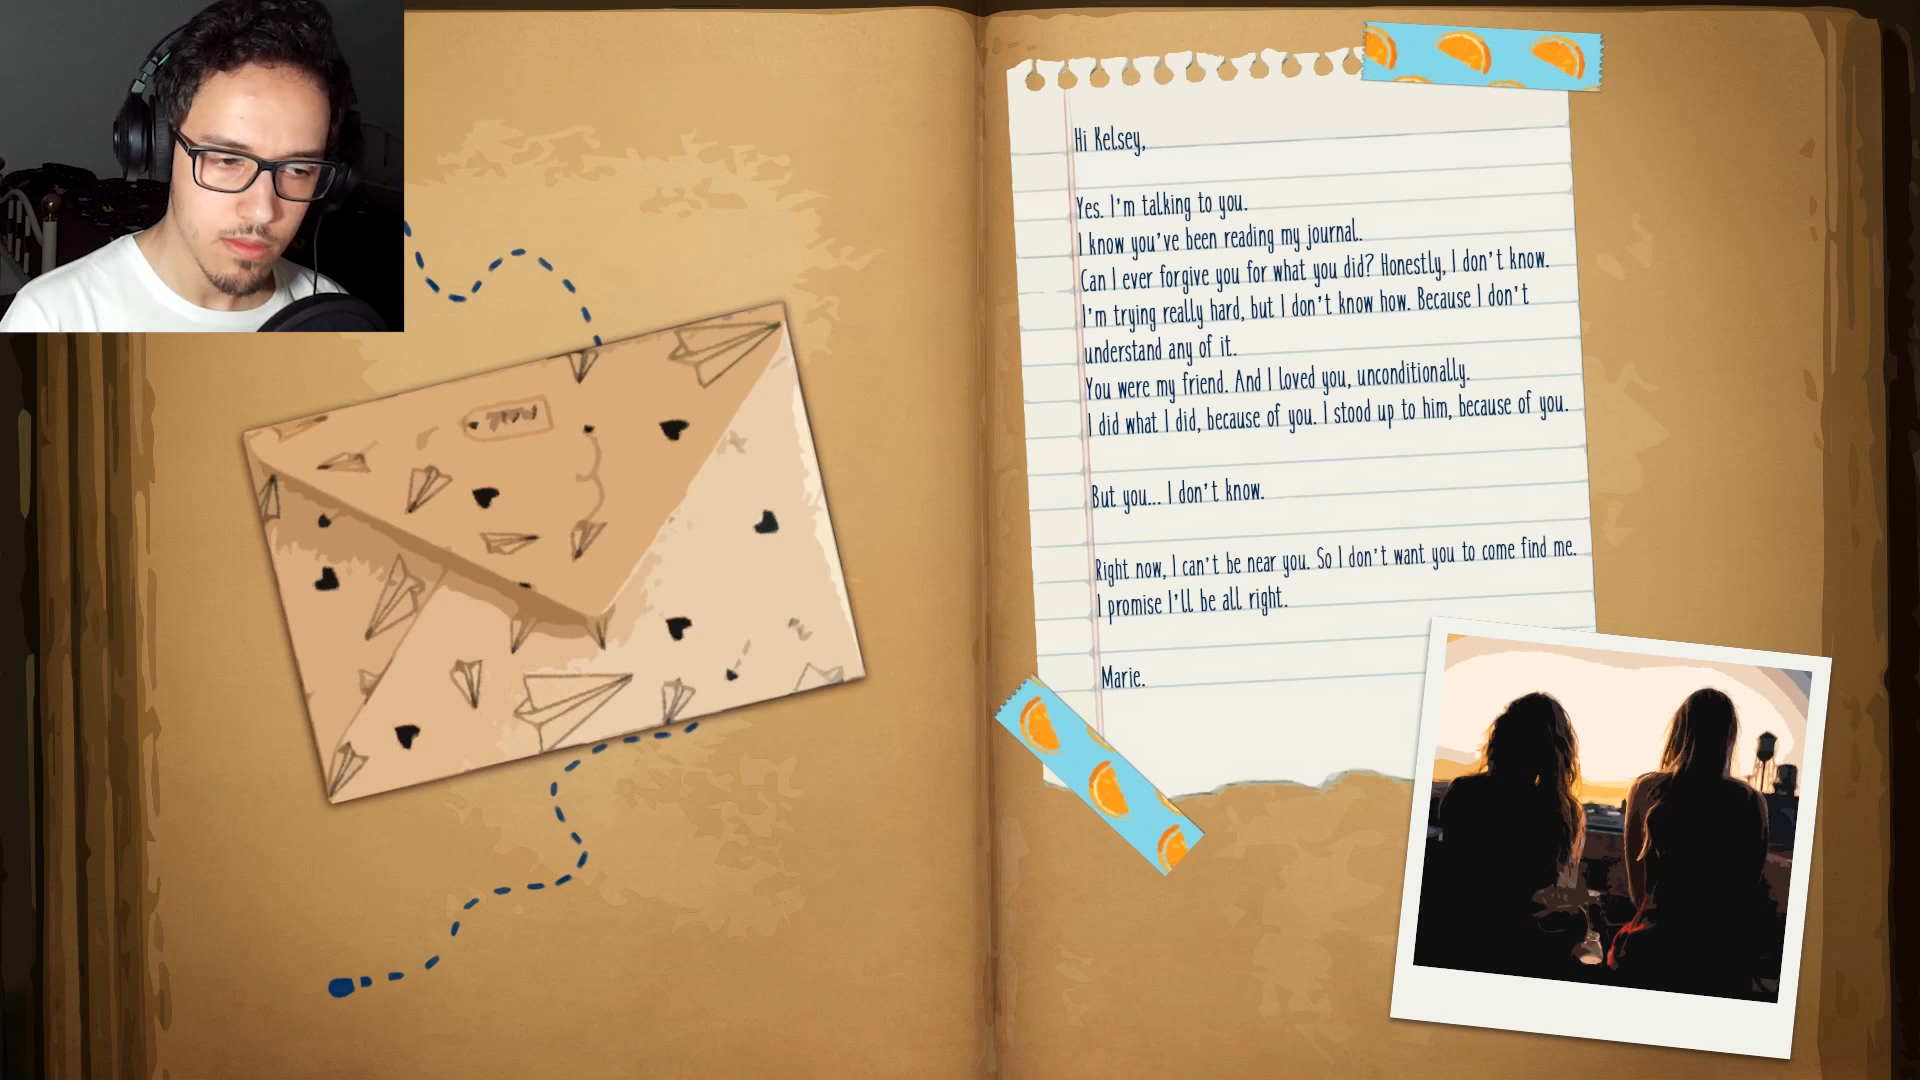 Hi Kelsey,
Yes. I'm talking to you.
I know you've been reading my journal.
Can I ever forgive you for what you did? Honestly, I don't know.
I'm trying really hard, but I don't know how. Because I don't
understand any of it.
You were my friend. And I loved you, unconditionally.
I did what I did, because of you. I stood up to him, because of you.
But you... I don't know.
Right now, I can't be near you. So I don't want you to come find me.
I promise I'll be all right.
Marie.